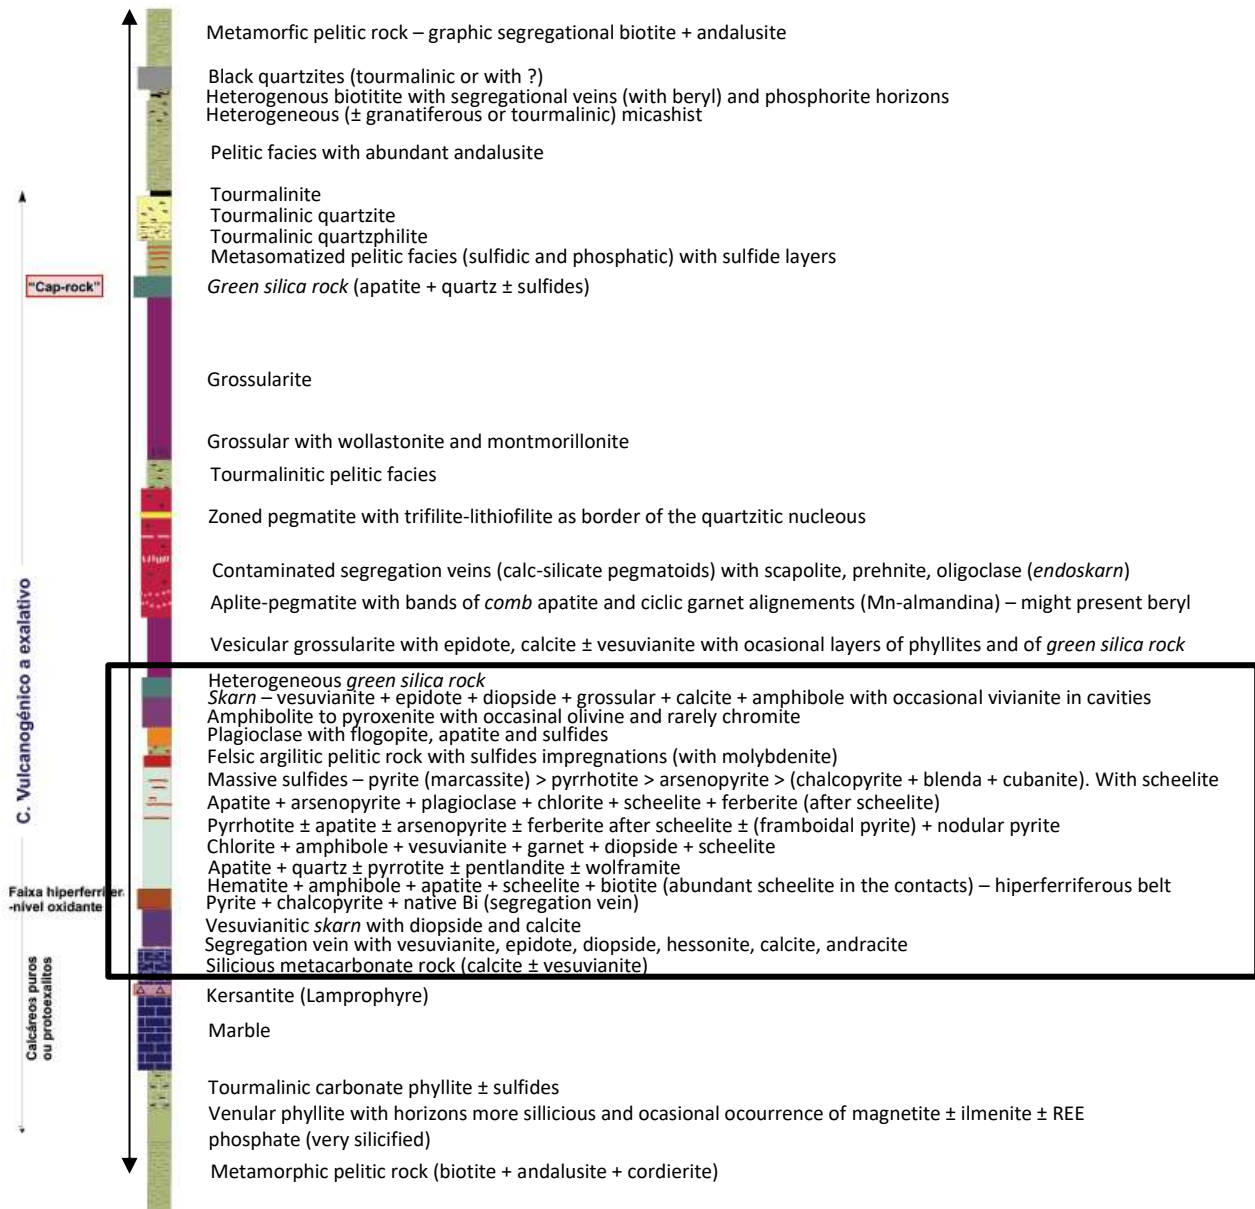 Metamorfic pelitic rock – graphic segregational biotite + andalusite
Black quartzites (tourmalinic or with ?)
Heterogenous biotitite with segregational veins (with beryl) and phosphorite horizons
Heterogeneous (± granatiferous or tourmalinic) micashist
Pelitic facies with abundant andalusite
Tourmalinite
Tourmalinic quartzite
Tourmalinic quartzphilite
Metasomatized pelitic facies (sulfidic and phosphatic) with sulfide layers
"Cap-rock"
Green silica rock (apatite + quartz ± sulfides)
Grossularite
Grossular with wollastonite and montmorillonite
Tourmalinitic pelitic facies
Zoned pegmatite with trifilite-lithiofilite as border of the quartzitic nucleous
Contaminated segregation veins (calc-silicate pegmatoids) with scapolite, prehnite, oligoclase (endoskarn)
Aplite-pegmatite with bands of comb apatite and ciclic garnet alignements (Mn-almandina) – might present beryl
Vesicular grossularite with epidote, calcite ± vesuvianite with ocasional layers of phyllites and of green silica rock
C. Vulcanogénico a exalativo
Heterogeneous green silica rock
Skarn – vesuvianite + epidote + diopside + grossular + calcite + amphibole with occasional vivianite in cavities
Amphibolite to pyroxenite with occasinal olivine and rarely chromite
Plagioclase with flogopite, apatite and sulfides
Felsic argilitic pelitic rock with sulfides impregnations (with molybdenite)
Massive sulfides – pyrite (marcassite) > pyrrhotite > arsenopyrite > (chalcopyrite + blenda + cubanite). With scheelite
Apatite + arsenopyrite + plagioclase + chlorite + scheelite + ferberite (after scheelite)
Pyrrhotite ± apatite ± arsenopyrite ± ferberite after scheelite ± (framboidal pyrite) + nodular pyrite
Chlorite + amphibole + vesuvianite + garnet + diopside + scheelite
Apatite + quartz ± pyrrotite ± pentlandite ± wolframite
Hematite + amphibole + apatite + scheelite + biotite (abundant scheelite in the contacts) – hiperferriferous belt
Faixa hiperferrifer
-nivel oxidante
Pyrite + chalcopyrite + native Bi (segregation vein)
Vesuvianitic skarn with diopside and calcite
Segregation vein with vesuvianite, epidote, diopside, hessonite, calcite, andracite
Silicious metacarbonate rock (calcite ± vesuvianite)
Calcáreos puros
ou protoexalitos
Kersantite (Lamprophyre)
Marble
Tourmalinic carbonate phyllite ± sulfides
Venular phyllite with horizons more sillicious and ocasional ocorrence of magnetite ± ilmenite ± REE
phosphate (very silicified)
Metamorphic pelitic rock (biotite + andalusite + cordierite)